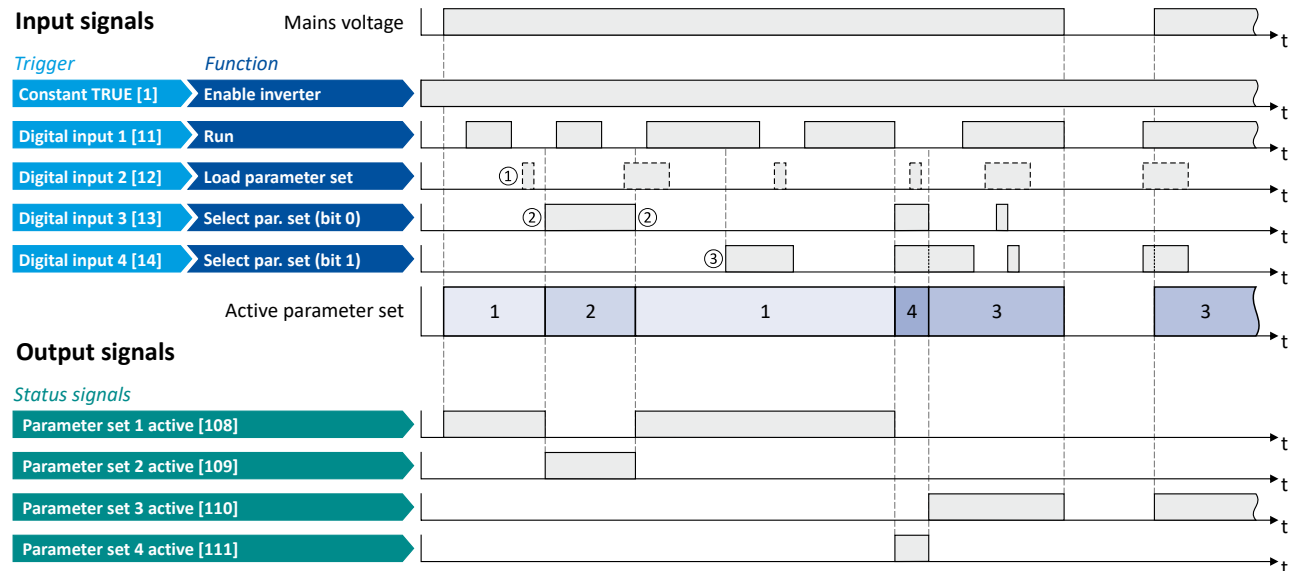 Input signals
Mains voltage
t
Trigger Function
Constant TRUE [1] Enable inverter
t
Digital input 1 [11] Run
t
Digital input 2 [12] Load parameter set ①
t
Digital input 3 [13] Select par. set (bit 0) ② ②
t
Digital input 4 [14] Select par. set (bit 1) ③
t
Active parameter set 1 2 1 4 3 3
t
Output signals
Status signals
Parameter set 1 active [108]
t
Parameter set 2 active [109]
t
Parameter set 3 active [110]
t
Parameter set 4 active [111]
t